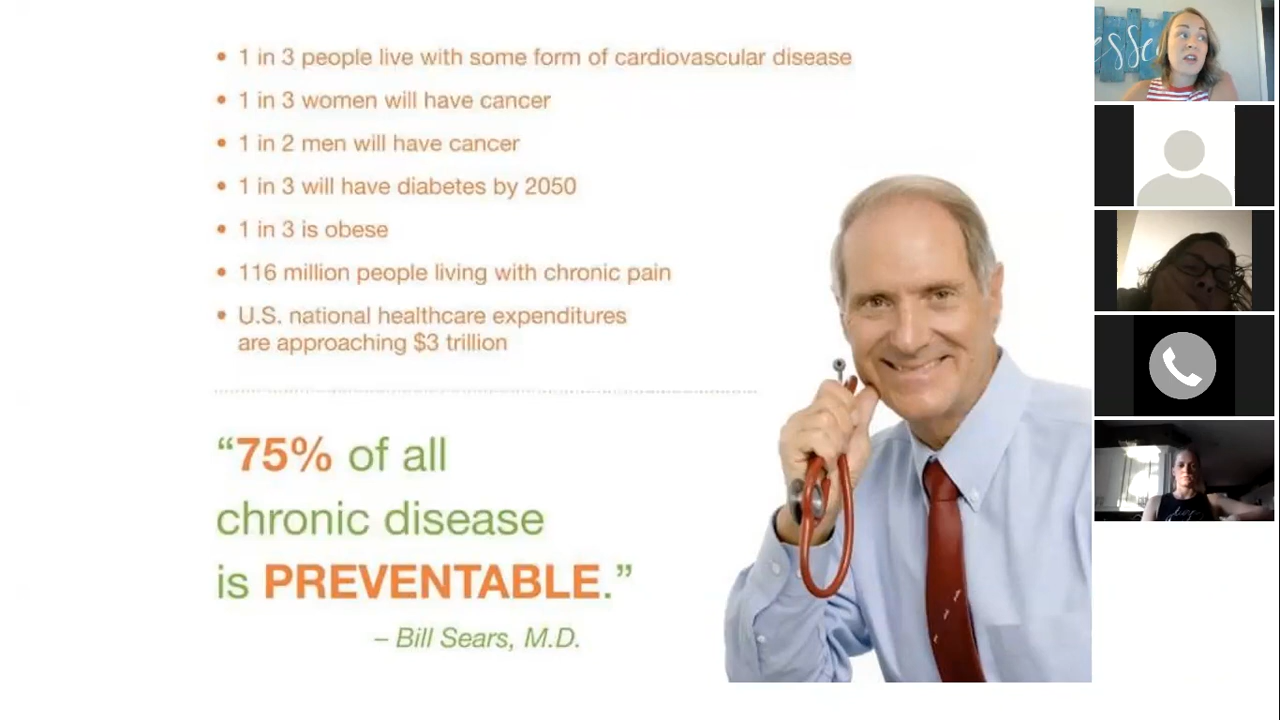 • 1 in 3 people live with some form of cardiovascular disease
• 1 in 3 women will have cancer
• 1 in 2 men will have cancer
• 1 in 3 will have diabetes by 2050
• 1 in 3 is obese
• 116 million people living with chronic pain
• U.S. national healthcare expenditures
are approaching $3 trillion
“75% of all
chronic disease
is PREVENTABLE.”
– Bill Sears, M.D.